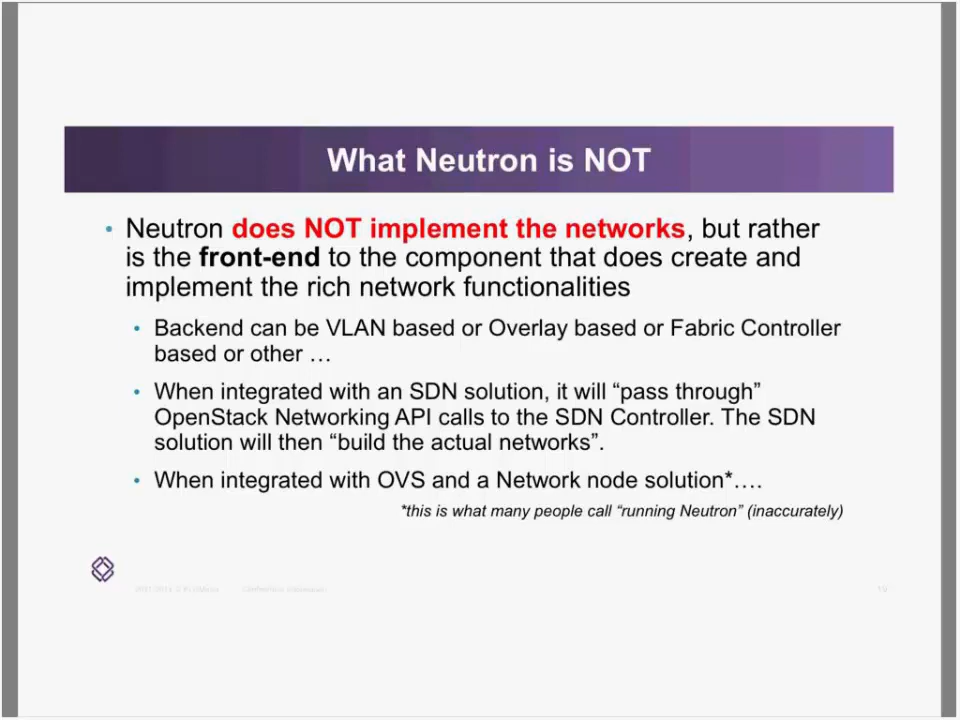 What Neutron is NOT
• Neutron does NOT implement the networks, but rather
is the front-end to the component that does create and
implement the rich network functionalities
• Backend can be VLAN based or Overlay based or Fabric Controller
based or other …
• When integrated with an SDN solution, it will “pass through”
OpenStack Networking API calls to the SDN Controller. The SDN
solution will then “build the actual networks”.
• When integrated with OVS and a Network node solution*….
*this is what many people call “running Neutron” (inaccurately)